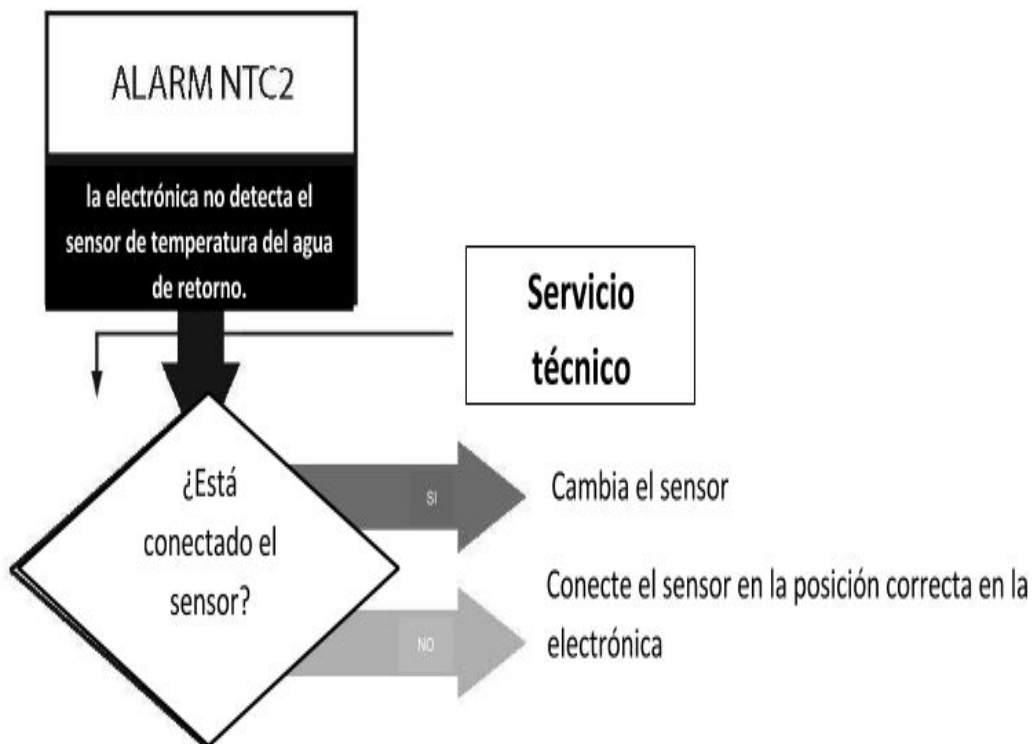 ALARM NTC2
la electrónica no detecta el
sensor de temperatura del agua
de retorno.
Servicio
técnico
¿Está
conectado el
sensor?
SI
Cambia el sensor
NO
Conecte el sensor en la posición correcta en la
electrónica